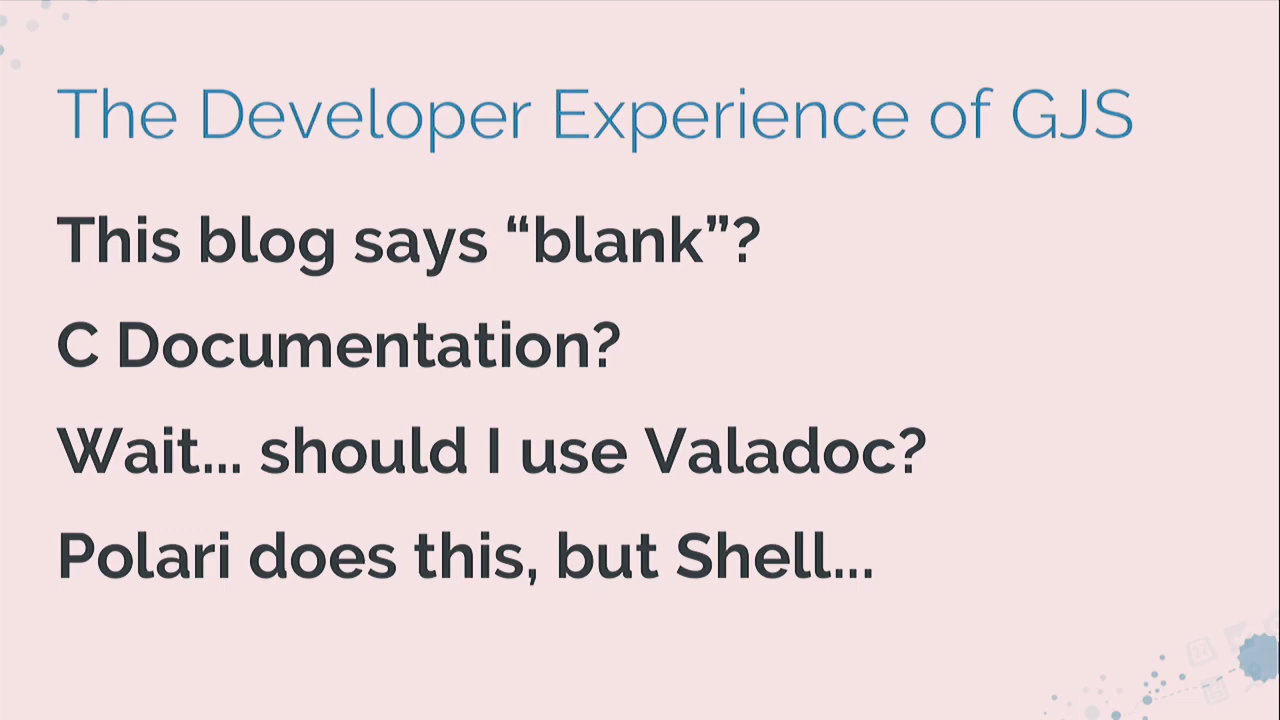 The Developer Experience of GJS
This blog says “blank”?
C Documentation?
Wait... should I use Valadoc?
Polari does this, but Shell...